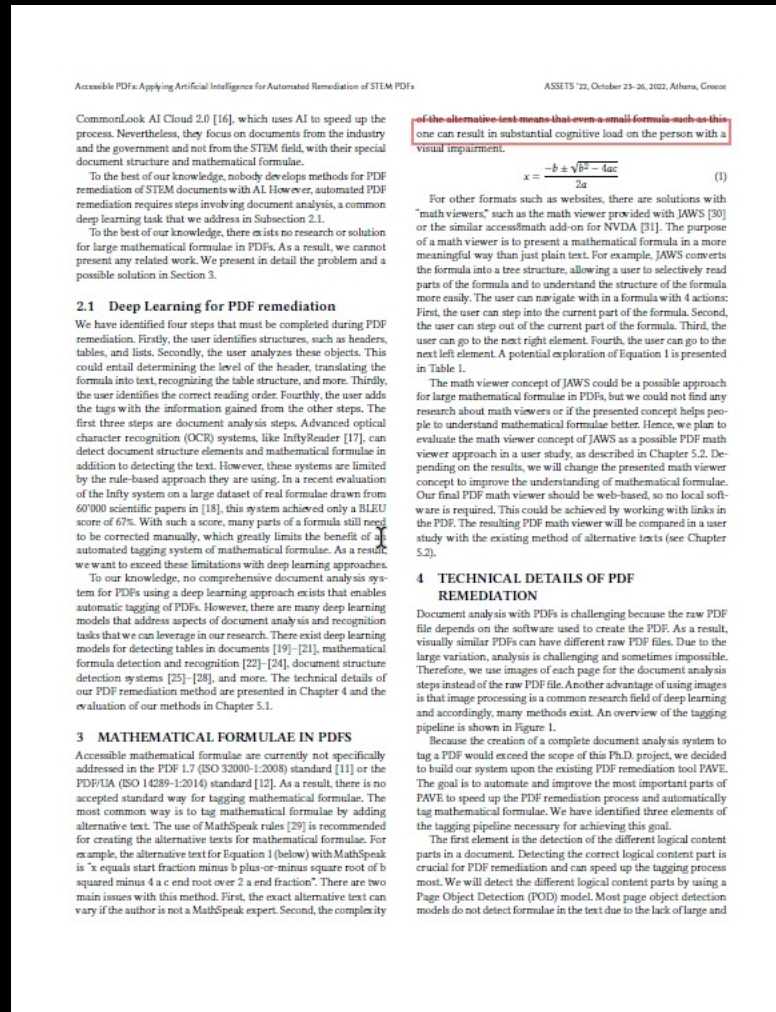 Accessible PDFs: Applying Artificial Intelligence for Automated Remediation of STEM PDFs
ASSETS '22, October 23–26, 2022, Athens, Greece
CommonLook AI Cloud 2.0 [16], which uses AI to speed up the
process. Nevertheless, they focus on documents from the industry
and the government and not from the STEM field, with their special
document structure and mathematical formulae.
To the best of our knowledge, nobody develops methods for PDF
remediation of STEM documents with AI. However, automated PDF
remediation requires steps involving document analysis, a common
deep learning task that we address in Subsection 2.1.
To the best of our knowledge, there exists no research or solution
for large mathematical formulae in PDFs. As a result, we cannot
present any related work. We present in detail the problem and a
possible solution in Section 3.
2.1 Deep Learning for PDF remediation
We have identified four steps that must be completed during PDF
remediation. Firstly, the user identifies structures, such as headers,
tables, and lists. Secondly, the user analyzes these objects. This
could entail determining the level of the header, translating the
formula into text, recognizing the table structure, and more. Thirdly,
the user identifies the correct reading order. Fourthly, the user adds
the tags with the information gained from the other steps. The
first three steps are document analysis steps. Advanced optical
character recognition (OCR) systems, like InftyReader [17], can
detect document structure elements and mathematical formulae in
addition to detecting the text. However, these systems are limited
by the rule-based approach they are using. In a recent evaluation
of the Infty system on a large dataset of real formulae drawn from
60'000 scientific papers in [18], this system achieved only a BLEU
score of 67%. With such a score, many parts of a formula still need
to be corrected manually, which greatly limits the benefit of an
automated tagging system of mathematical formulae. As a result,
we want to exceed these limitations with deep learning approaches.
To our knowledge, no comprehensive document analysis sys-
tem for PDFs using a deep learning approach exists that enables
automatic tagging of PDFs. However, there are many deep learning
models that address aspects of document analysis and recognition
tasks that we can leverage in our research. There exist deep learning
models for detecting tables in documents [19]–[21], mathematical
formula detection and recognition [22]–[24], document structure
detection systems [25]–[28], and more. The technical details of
our PDF remediation method are presented in Chapter 4 and the
evaluation of our methods in Chapter 5.1.
3 MATHEMATICAL FORMULAE IN PDFS
Accessible mathematical formulae are currently not specifically
addressed in the PDF 1.7 (ISO 32000-1:2008) standard [11] or the
PDF/UA (ISO 14289-1:2014) standard [12]. As a result, there is no
accepted standard way for tagging mathematical formulae. The
most common way is to tag mathematical formulae by adding
alternative text. The use of MathSpeak rules [29] is recommended
for creating the alternative texts for mathematical formulae. For
example, the alternative text for Equation 1 (below) with MathSpeak
is "x equals start fraction minus b plus-or-minus square root of b
squared minus 4 a c end root over 2 a end fraction". There are two
main issues with this method. First, the exact alternative text can
vary if the author is not a MathSpeak expert. Second, the complexity
of the alternative text means that even a small formula such as this
one can result in substantial cognitive load on the person with a
visual impairment.
x = (−b ± √(b² − 4ac)) / 2a (1)
For other formats such as websites, there are solutions with
"math viewers," such as the math viewer provided with JAWS [30]
or the similar access8math add-on for NVDA [31]. The purpose
of a math viewer is to present a mathematical formula in a more
meaningful way than just plain text. For example, JAWS converts
the formula into a tree structure, allowing a user to selectively read
parts of the formula and to understand the structure of the formula
more easily. The user can navigate with in a formula with 4 actions:
First, the user can step into the current part of the formula. Second,
the user can step out of the current part of the formula. Third, the
user can go to the next right element. Fourth, the user can go to the
next left element. A potential exploration of Equation 1 is presented
in Table 1.
The math viewer concept of JAWS could be a possible approach
for large mathematical formulae in PDFs, but we could not find any
research about math viewers or if the presented concept helps peo-
ple to understand mathematical formulae better. Hence, we plan to
evaluate the math viewer concept of JAWS as a possible PDF math
viewer approach in a user study, as described in Chapter 5.2. De-
pending on the results, we will change the presented math viewer
concept to improve the understanding of mathematical formulae.
Our final PDF math viewer should be web-based, so no local soft-
ware is required. This could be achieved by working with links in
the PDF. The resulting PDF math viewer will be compared in a user
study with the existing method of alternative texts (see Chapter
5.2).
4 TECHNICAL DETAILS OF PDF
REMEDIATION
Document analysis with PDFs is challenging because the raw PDF
file depends on the software used to create the PDF. As a result,
visually similar PDFs can have different raw PDF files. Due to the
large variation, analysis is challenging and sometimes impossible.
Therefore, we use images of each page for the document analysis
steps instead of the raw PDF file. Another advantage of using images
is that image processing is a common research field of deep learning
and accordingly, many methods exist. An overview of the tagging
pipeline is shown in Figure 1.
Because the creation of a complete document analysis system to
tag a PDF would exceed the scope of this Ph.D. project, we decided
to build our system upon the existing PDF remediation tool PAVE.
The goal is to automate and improve the most important parts of
PAVE to speed up the PDF remediation process and automatically
tag mathematical formulae. We have identified three elements of
the tagging pipeline necessary for achieving this goal.
The first element is the detection of the different logical content
parts in a document. Detecting the correct logical content part is
crucial for PDF remediation and can speed up the tagging process
most. We will detect the different logical content parts by using a
Page Object Detection (POD) model. Most page object detection
models do not detect formulae in the text due to the lack of large and